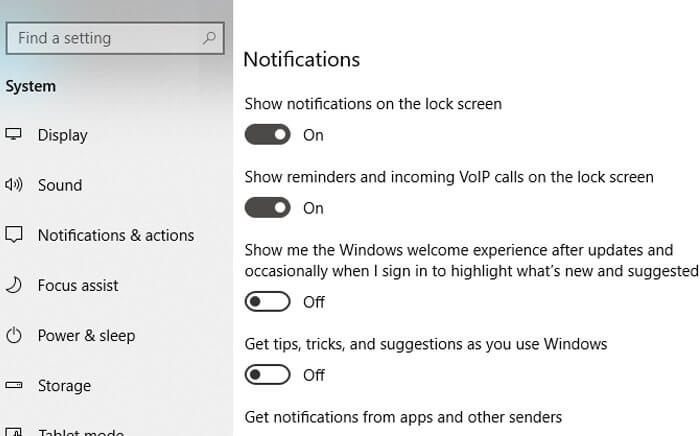 Find a setting
System
Display
Sound
Notifications & actions
Focus assist
Power & sleep
Storage
Tablet mode
Notifications
Show notifications on the lock screen
On
Show reminders and incoming VoIP calls on the lock screen
On
Show me the Windows welcome experience after updates and
occasionally when I sign in to highlight what's new and suggested
Off
Get tips, tricks, and suggestions as you use Windows
Off
Get notifications from apps and other senders